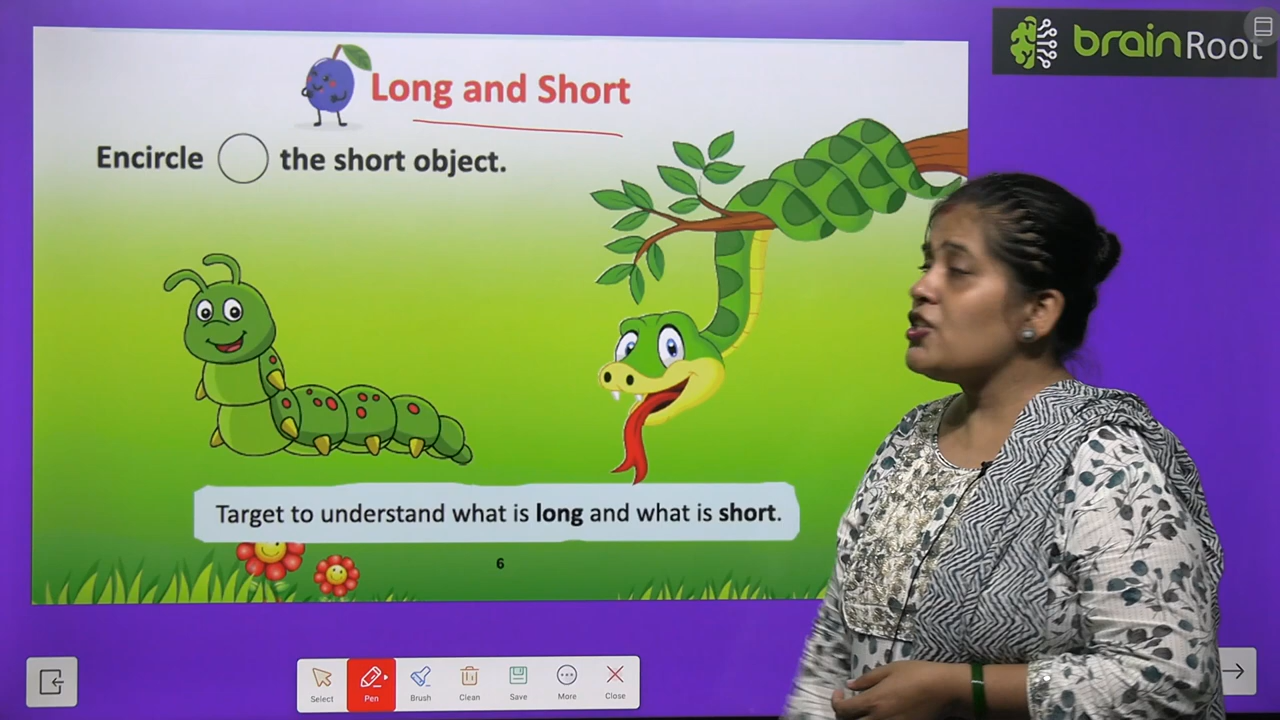 brainRoot
Long and Short
Encircle the short object.
Target to understand what is long and what is short.
6
Select
Pen
Brush
Clean
Save
More
Close